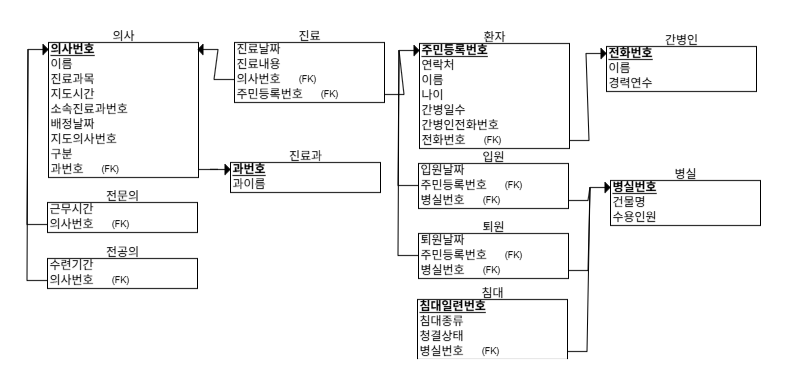 의사
의사번호
이름
진료과목
지도시간
소속진료과번호
배정날짜
지도의사번호
구분
과번호 (FK)
전문의
근무시간
의사번호 (FK)
전공의
수련기간
의사번호 (FK)
진료
진료날짜
진료내용
의사번호 (FK)
주민등록번호 (FK)
진료과
과번호
과이름
환자
주민등록번호
연락처
이름
나이
간병일수
간병인전화번호
전화번호 (FK)
입원
입원날짜
주민등록번호 (FK)
병실번호 (FK)
퇴원
퇴원날짜
주민등록번호 (FK)
병실번호 (FK)
침대
침대일련번호
침대종류
청결상태
병실번호 (FK)
간병인
전화번호
이름
경력연수
병실
병실번호
건물명
수용인원